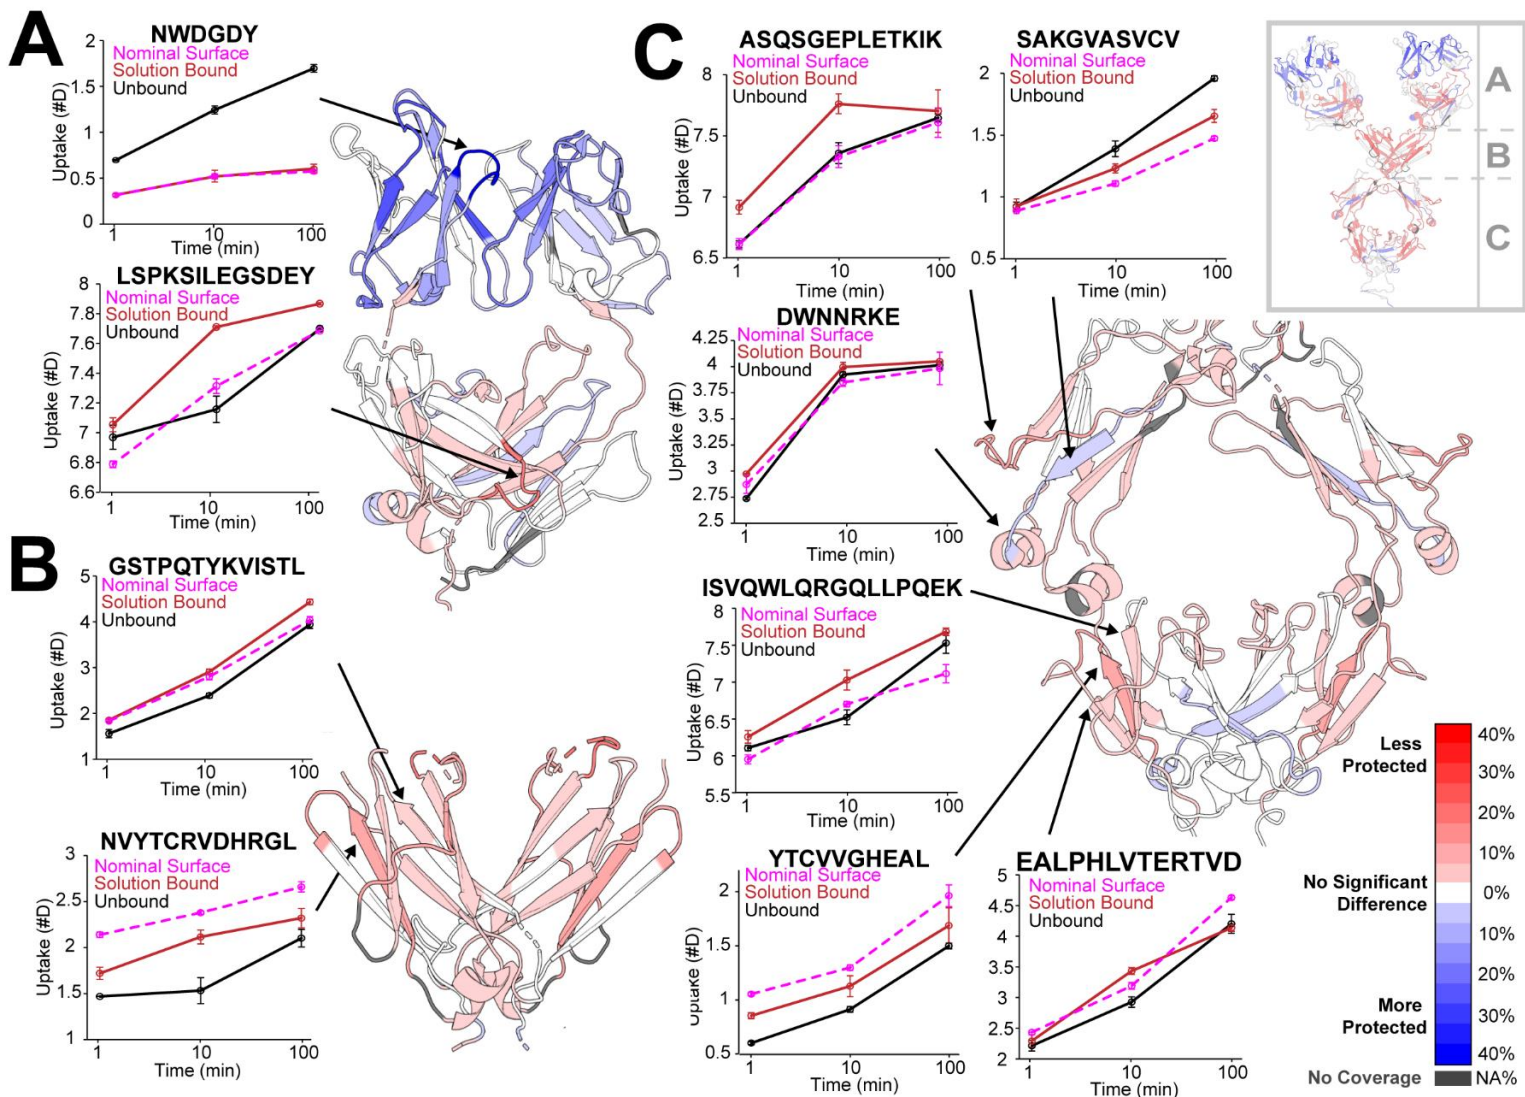 A
NWDGDY
Nominal Surface
Solution Bound
Unbound
Uptake (#D)
2
1.5
1
0.5
0
1
10
100
Time (min)
LSPKSILEGSDEY
Nominal Surface
Solution Bound
Unbound
Uptake (#D)
8
7.8
7.6
7.4
7.2
7
6.8
6.6
1
10
100
Time (min)
B
GSTPQTYKVISTL
Nominal Surface
Solution Bound
Unbound
Uptake (#D)
5
4
3
2
1
1
10
100
Time (min)
NVYTCRVDHRGL
Nominal Surface
Solution Bound
Unbound
Uptake (#D)
3
2.5
2
1.5
1
1
10
100
Time (min)
C
ASQSGEPLETKIK
Nominal Surface
Solution Bound
Unbound
Uptake (#D)
8
7.5
7
6.5
1
10
100
Time (min)
SAKGVASVCV
Nominal Surface
Solution Bound
Unbound
2
1.5
1
0.5
1
10
100
Time (min)
DWNNRKE
Nominal Surface
Solution Bound
Unbound
Uptake (#D)
4.25
4
3.75
3.5
3.25
3
2.75
2.5
1
10
100
Time (min)
ISVQWLQRGQLLPQEK
Nominal Surface
Solution Bound
Unbound
Uptake (#D)
8
7.5
7
6.5
6
5.5
1
10
100
Time (min)
YTCVVGHEAL
Nominal Surface
Solution Bound
Unbound
Uptake (#D)
2
1.5
1
0.5
1
10
100
Time (min)
EALPHLVTERTVD
Nominal Surface
Solution Bound
Unbound
5
4.5
4
3.5
3
2.5
2
1
10
100
Time (min)
A
B
C
Less
Protected
No Significant
Difference
More
Protected
No Coverage
40%
30%
20%
10%
0%
10%
20%
30%
40%
NA%